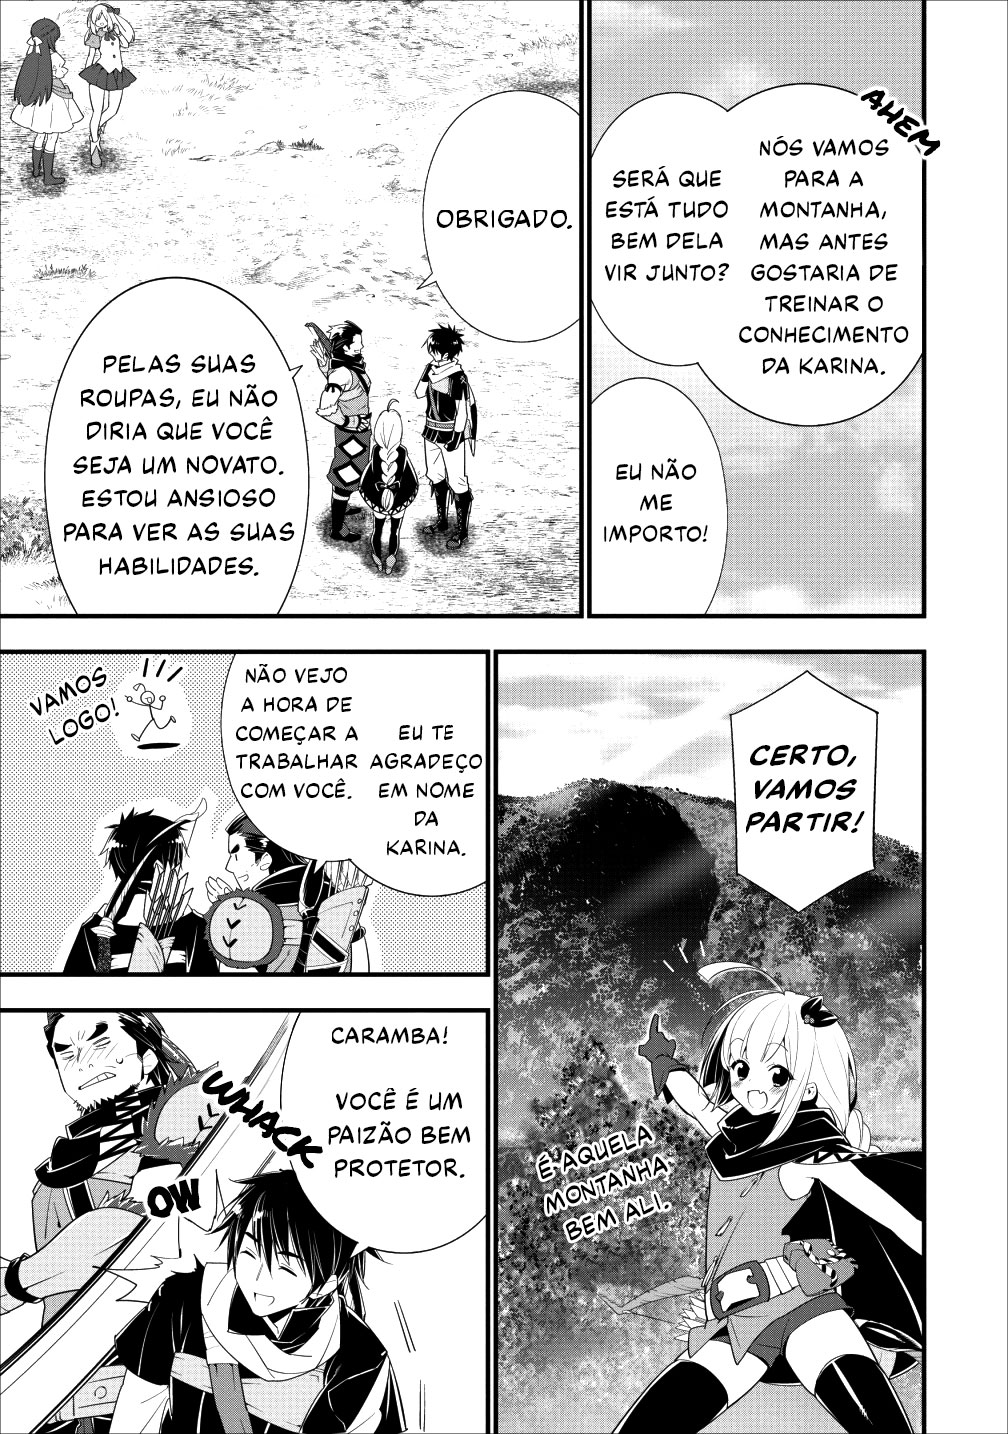 AHEM
NÓS VAMOS
PARA A
MONTANHA,
MAS ANTES
GOSTARIA DE
TREINAR O
CONHECIMENTO
DA KARINA.
SERÁ QUE
ESTÁ TUDO
BEM DELA
VIR JUNTO?
EU NÃO
ME
IMPORTO!
OBRIGADO.
PELAS SUAS
ROUPAS, EU NÃO
DIRIA QUE VOCÊ
SEJA UM NOVATO.
ESTOU ANSIOSO
PARA VER AS SUAS
HABILIDADES.
CERTO,
VAMOS
PARTIR!
É AQUELA
MONTANHA
BEM ALI.
EU TE
AGRADEÇO
EM NOME
DA
KARINA.
NÃO VEJO
A HORA DE
COMEÇAR A
TRABALHAR
COM VOCÊ.
VAMOS
LOGO!
CARAMBA!
VOCÊ É UM
PAIZÃO BEM
PROTETOR.
WHACK
OW